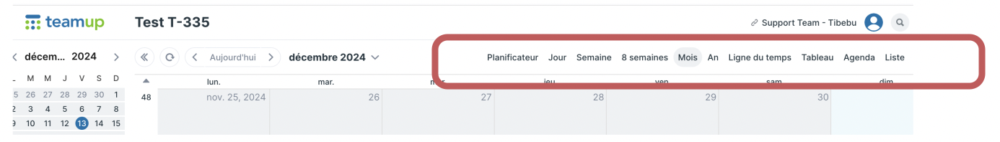 teamup
Test T-335
Support Team - Tibebu
décem... 2024
Aujourd'hui
décembre 2024
Planificateur Jour Semaine 8 semaines Mois An Ligne du temps Tableau Agenda Liste
M M J V S D
lun. mar. mer. jeu. ven. sam. dim.
5 26 27 28 29 30 1
48 nov. 25, 2024 26 27 28 29 30
2 3 4 5 6 7 8
9 10 11 12 13 14 15